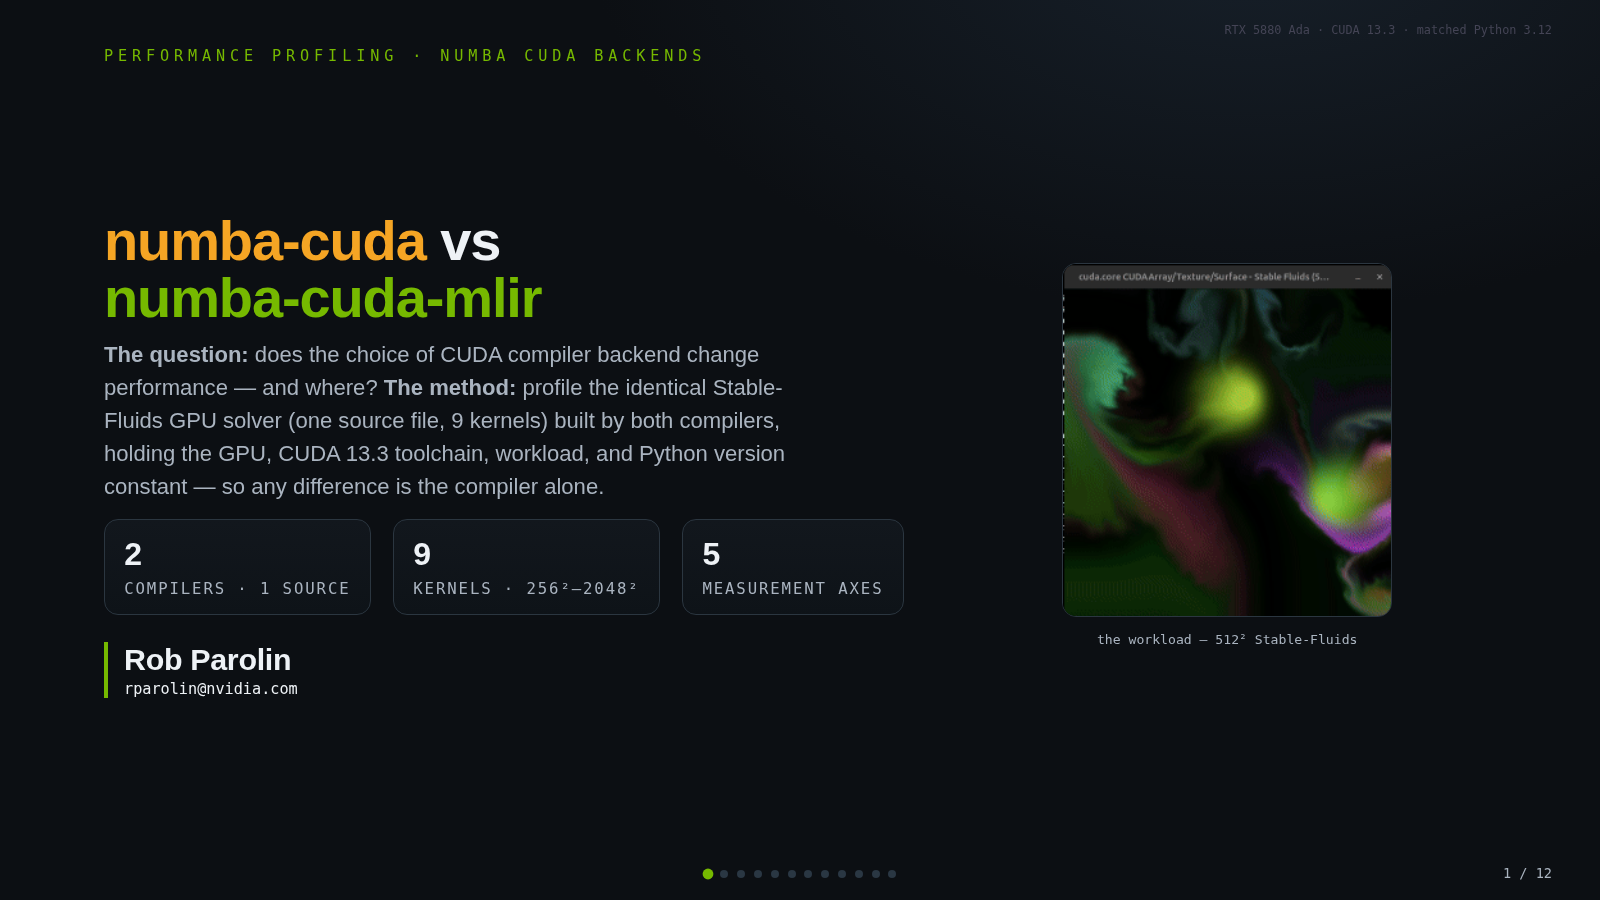 RTX 5880 Ada · CUDA 13.3 · matched Python 3.12
PERFORMANCE PROFILING · NUMBA CUDA BACKENDS
numba-cuda vs
numba-cuda-mlir
The question: does the choice of CUDA compiler backend change
performance — and where? The method: profile the identical Stable-
Fluids GPU solver (one source file, 9 kernels) built by both compilers,
holding the GPU, CUDA 13.3 toolchain, workload, and Python version
constant — so any difference is the compiler alone.
2
COMPILERS · 1 SOURCE
9
KERNELS · 256²–2048²
5
MEASUREMENT AXES
Rob Parolin
rparolin@nvidia.com
cuda.core CUDAArray/Texture/Surface - Stable Fluids (5...
the workload — 512² Stable-Fluids
1 / 12